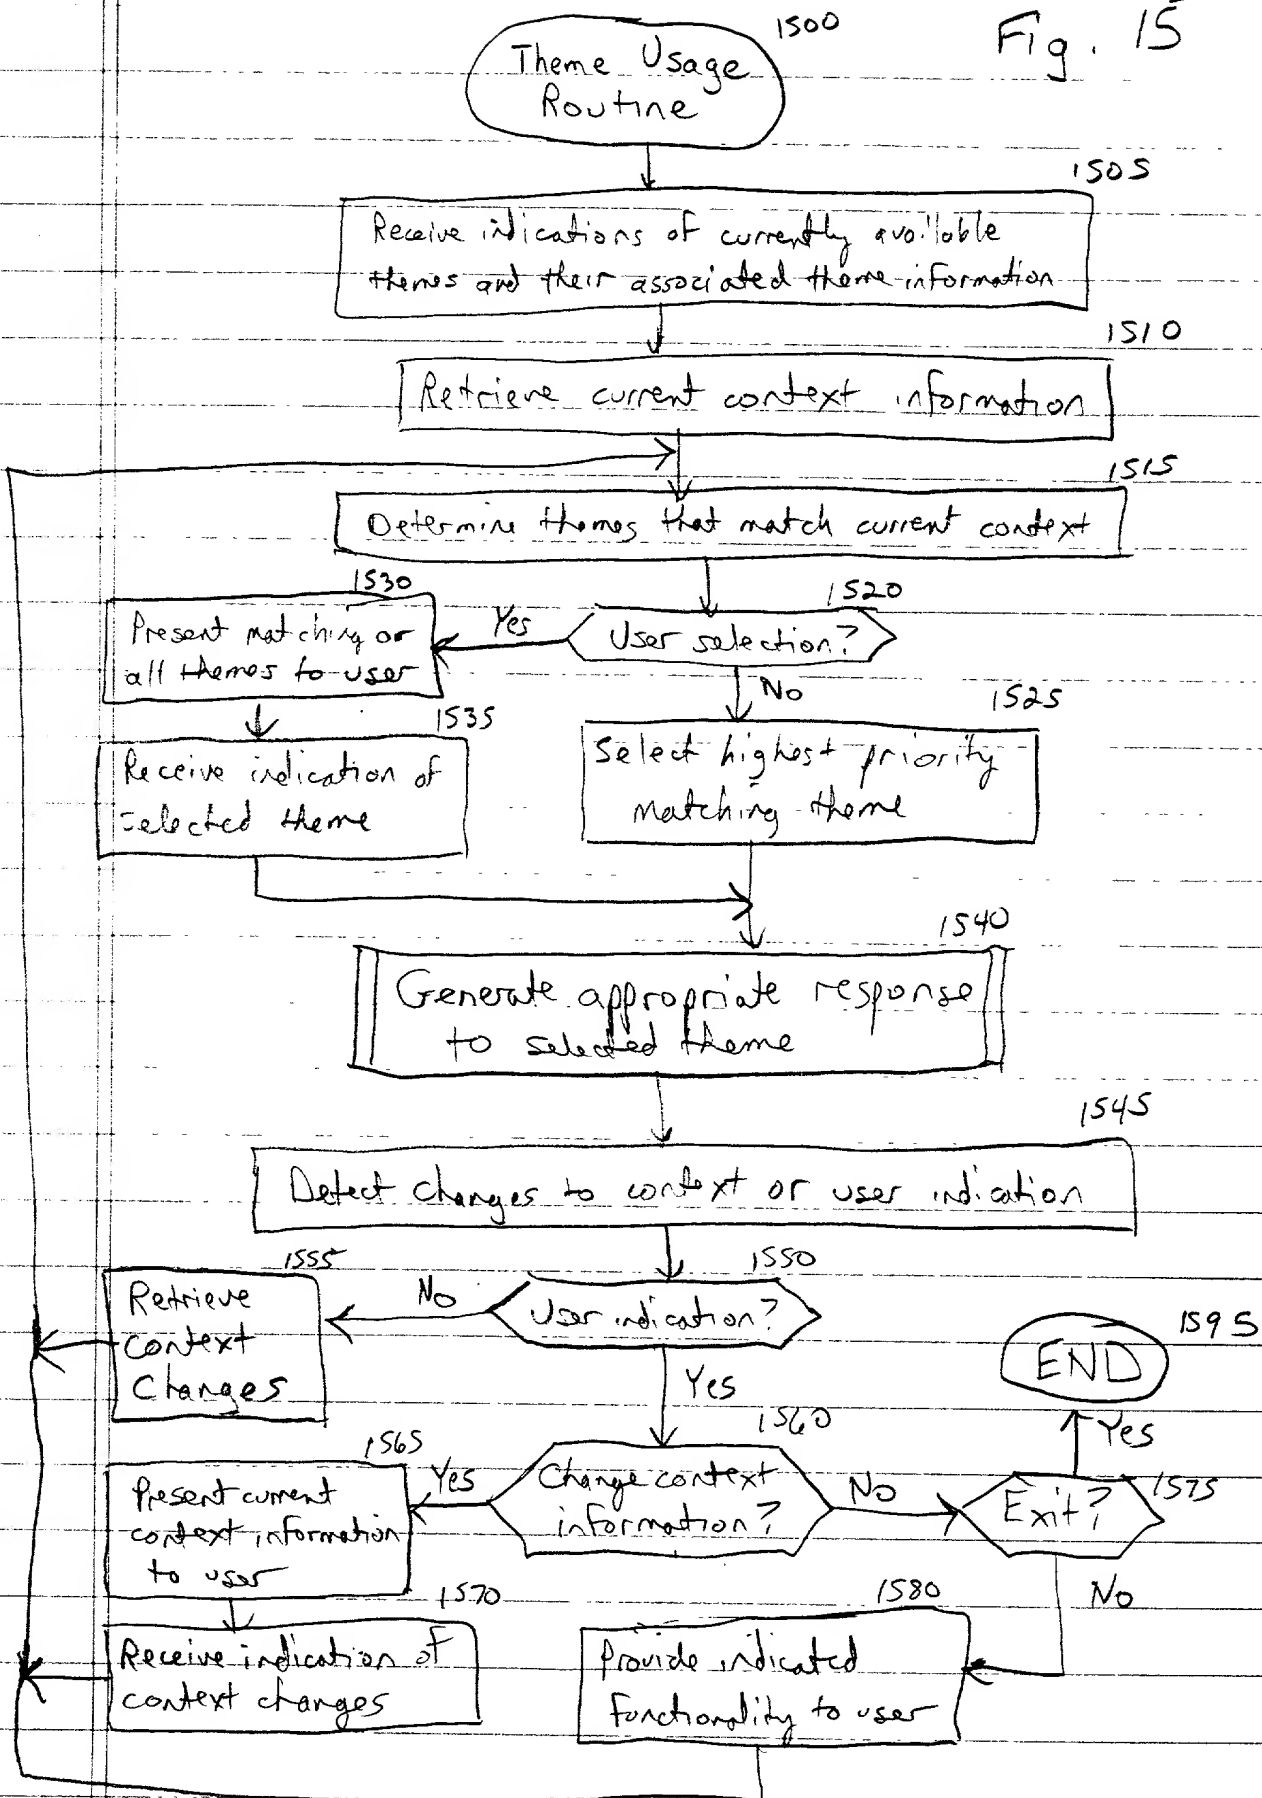 Fig. 15
1500
Theme Usage
Routine
1505
Receive indications of currently available
themes and their associated theme information
1510
Retrieve current context information
1515
Determine themes that match current context
1520
User selection?
Yes
No
1530
Present matching or
all themes to user
1535
Receive indication of
selected theme
1525
Select highest priority
matching theme
1540
Generate appropriate response
to selected theme
1545
Detect changes to context or user indication
1550
User indication?
No
Yes
1555
Retrieve
context
changes
1560
Change context
information?
Yes
No
1565
Present current
context information
to user
1570
Receive indication of
context changes
1575
Exit?
Yes
No
1595
END
1580
Provide indicated
functionality to user